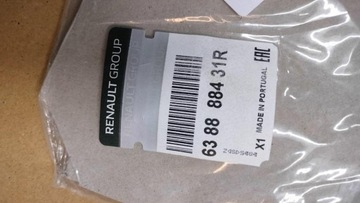 RENAULT GROUP
63 88 884 31R
X1 MADE IN PORTUGAL EAC